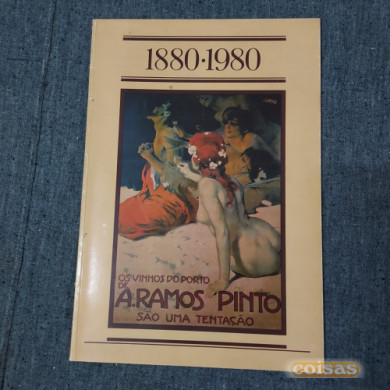 1880·1980
OS VINHOS DO PORTO
DE
A. RAMOS PINTO
SÃO UMA TENTAÇÃO
coisas